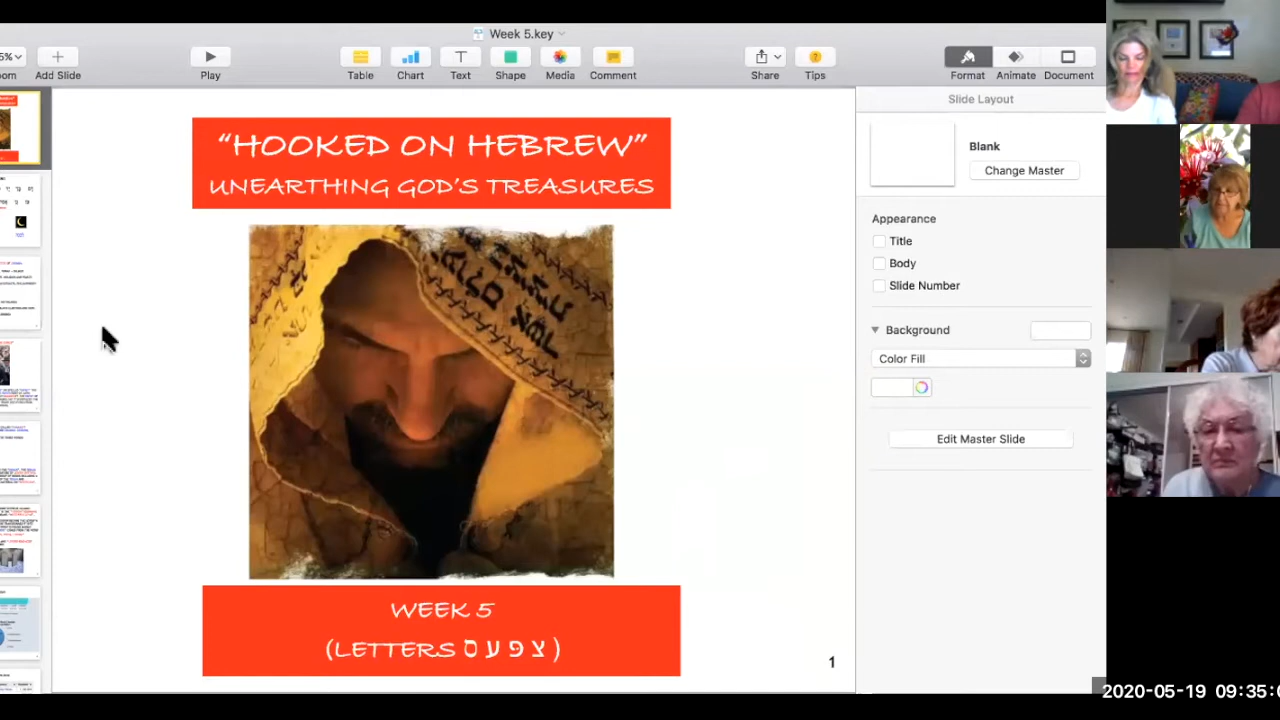 Week 5.key
5%
Add Slide
Play
Table
Chart
Text
Shape
Media
Comment
Share
Tips
Format
Animate
Document
"HOOKED ON HEBREW"
UNEARTHING GOD'S TREASURES
WEEK 5
(LETTERS ס ע פ צ)
1
Slide Layout
Blank
Change Master
Appearance
Title
Body
Slide Number
Background
Color Fill
Edit Master Slide
2020-05-19 09:35:0